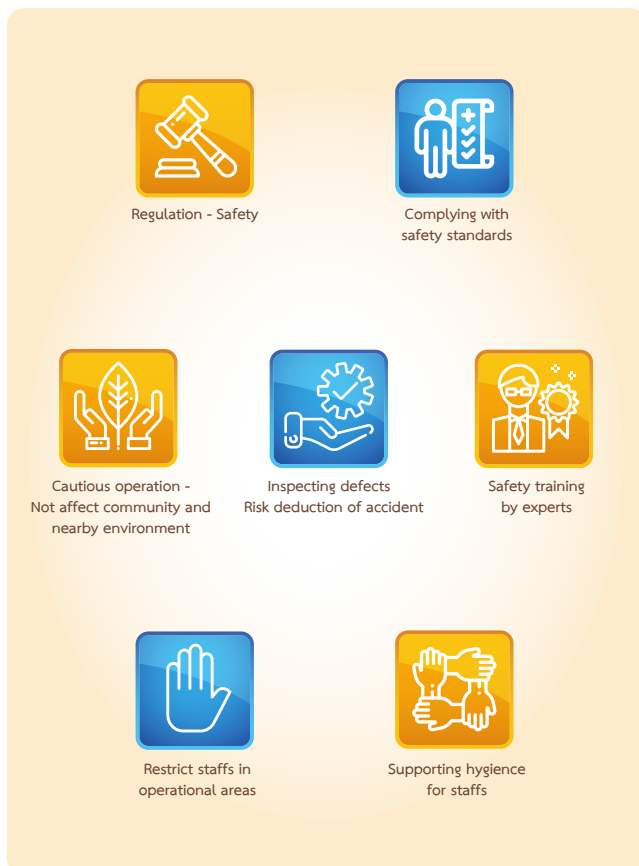 Regulation - Safety
Complying with
safety standards
Cautious operation -
Not affect community and
nearby environment
Inspecting defects
Risk deduction of accident
Safety training
by experts
Restrict staffs in
operational areas
Supporting hygience
for staffs